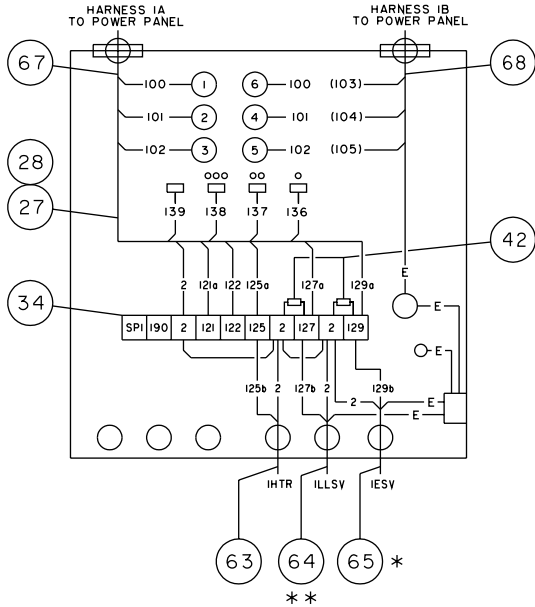 HARNESS 1A
TO POWER PANEL
HARNESS 1B
TO POWER PANEL
67
68
100 1 6 100 (103)
101 2 4 101 (104)
102 3 5 102 (105)
28
27
139 138 137 136
42
2 121a 122 125a 127a 129a
E
34
SP1 190 2 121 122 125 2 127 2 129
E
E
125b 2 127b 2 129b
2 E
E
1HTR 1LLSV 1ESV
63 64 65 *
**